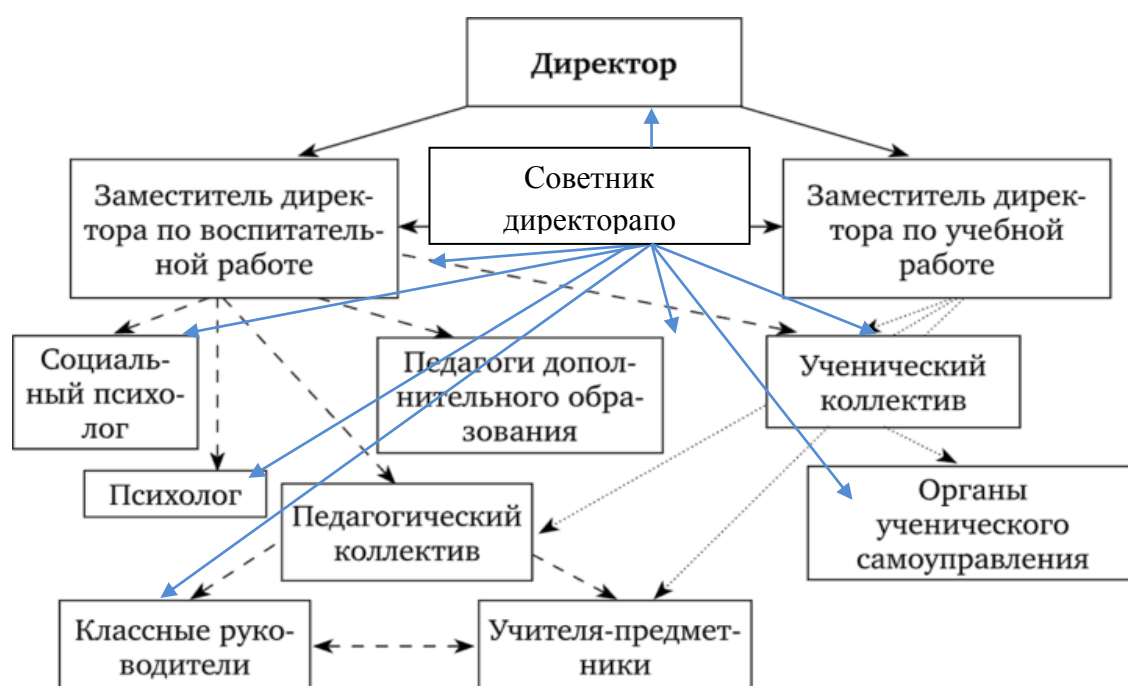 Директор
Заместитель дирек-
тора по воспитатель-
ной работе
Советник
директорапо
Заместитель дирек-
тора по учебной
работе
Социаль-
ный психо-
лог
Педагоги допол-
нительного обра-
зования
Ученический
коллектив
Психолог
Педагогический
коллектив
Органы
ученического
самоуправления
Классные руко-
водители
Учителя-предмет-
ники